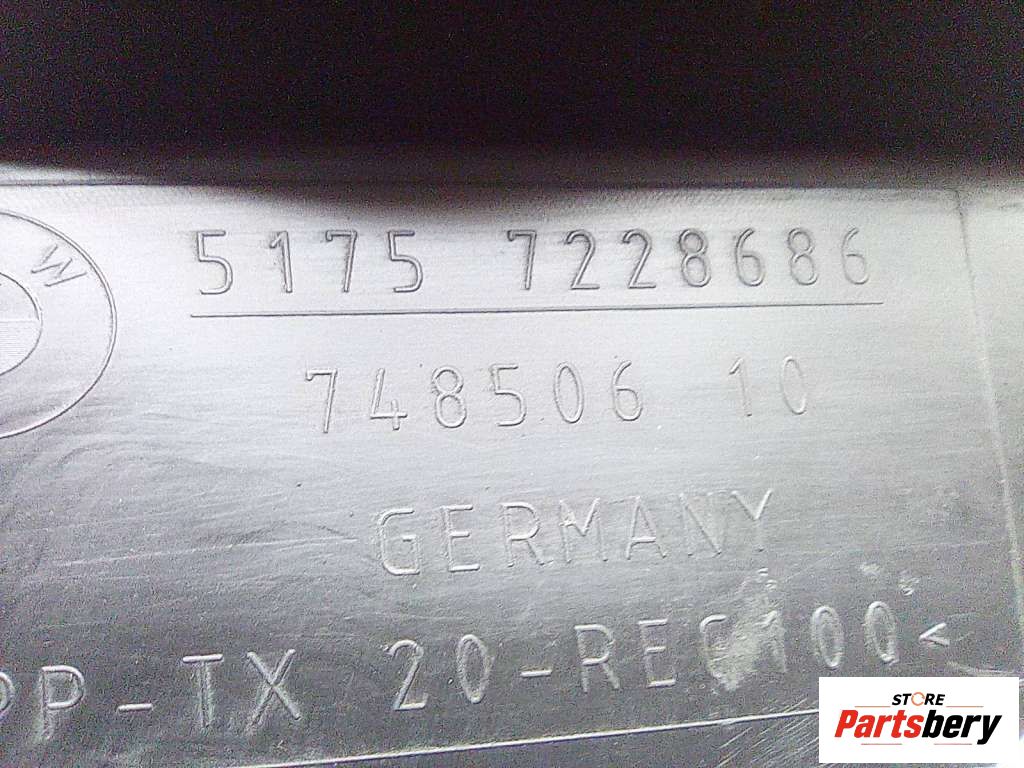 W
5175 7228686
748506 10
GERMANY
PP-TX 20-REC100<
STORE
Partsbery